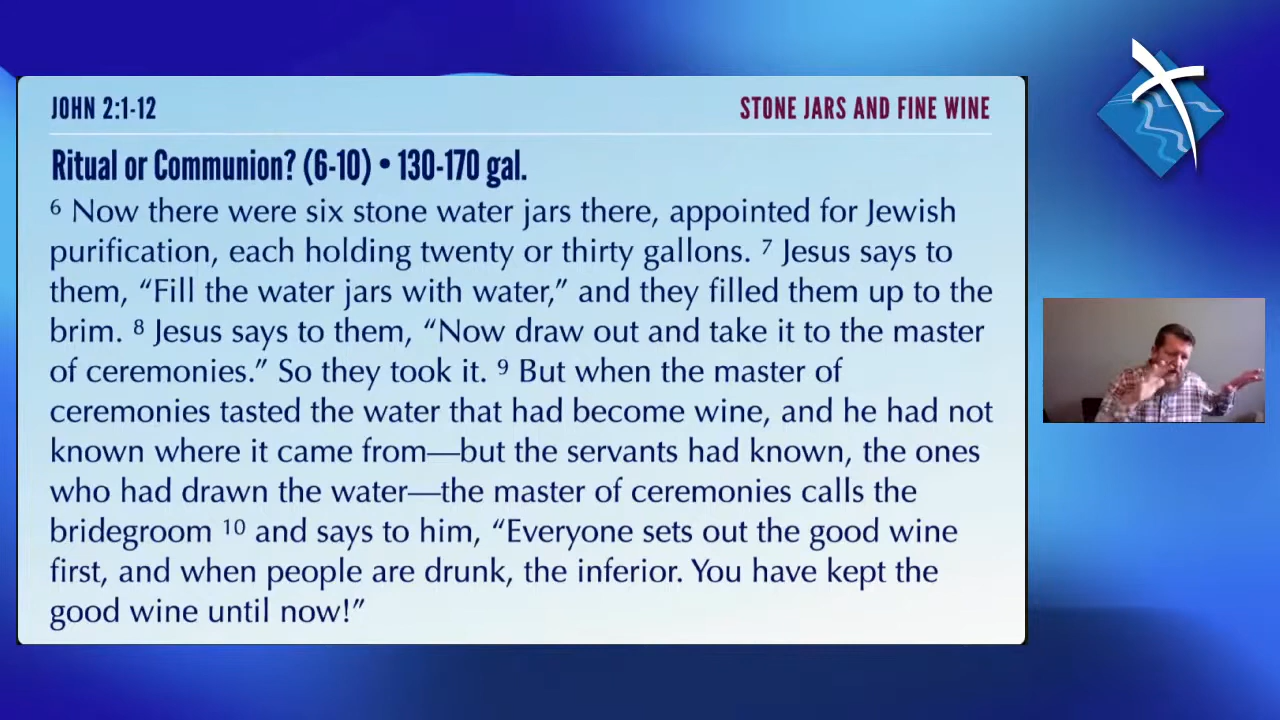 JOHN 2:1-12
STONE JARS AND FINE WINE
Ritual or Communion? (6-10) • 130-170 gal.
⁶ Now there were six stone water jars there, appointed for Jewish
purification, each holding twenty or thirty gallons. ⁷ Jesus says to
them, “Fill the water jars with water,” and they filled them up to the
brim. ⁸ Jesus says to them, “Now draw out and take it to the master
of ceremonies.” So they took it. ⁹ But when the master of
ceremonies tasted the water that had become wine, and he had not
known where it came from—but the servants had known, the ones
who had drawn the water—the master of ceremonies calls the
bridegroom ¹⁰ and says to him, “Everyone sets out the good wine
first, and when people are drunk, the inferior. You have kept the
good wine until now!”